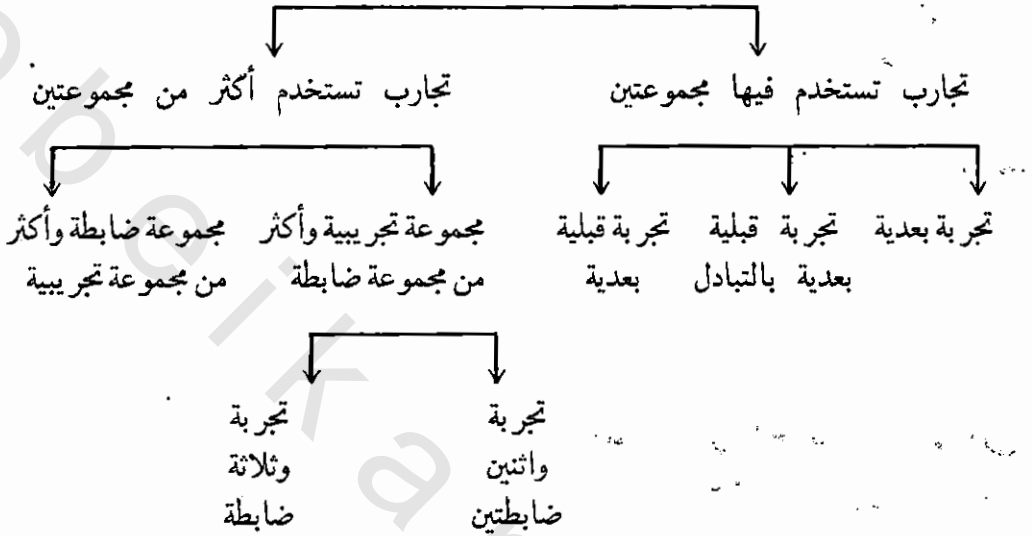 تجارب تستخدم فيها مجموعتين
تجارب تستخدم أكثر من مجموعتين
تجربة بعدية
تجربة قبلية
بعدية بالتبادل
تجربة قبلية
بعدية
مجموعة تجريبية وأكثر
من مجموعة ضابطة
مجموعة ضابطة وأكثر
من مجموعة تجريبية
تجربة
واثنين
ضابطتين
تجربة
وثلاثة
ضابطة
obeika